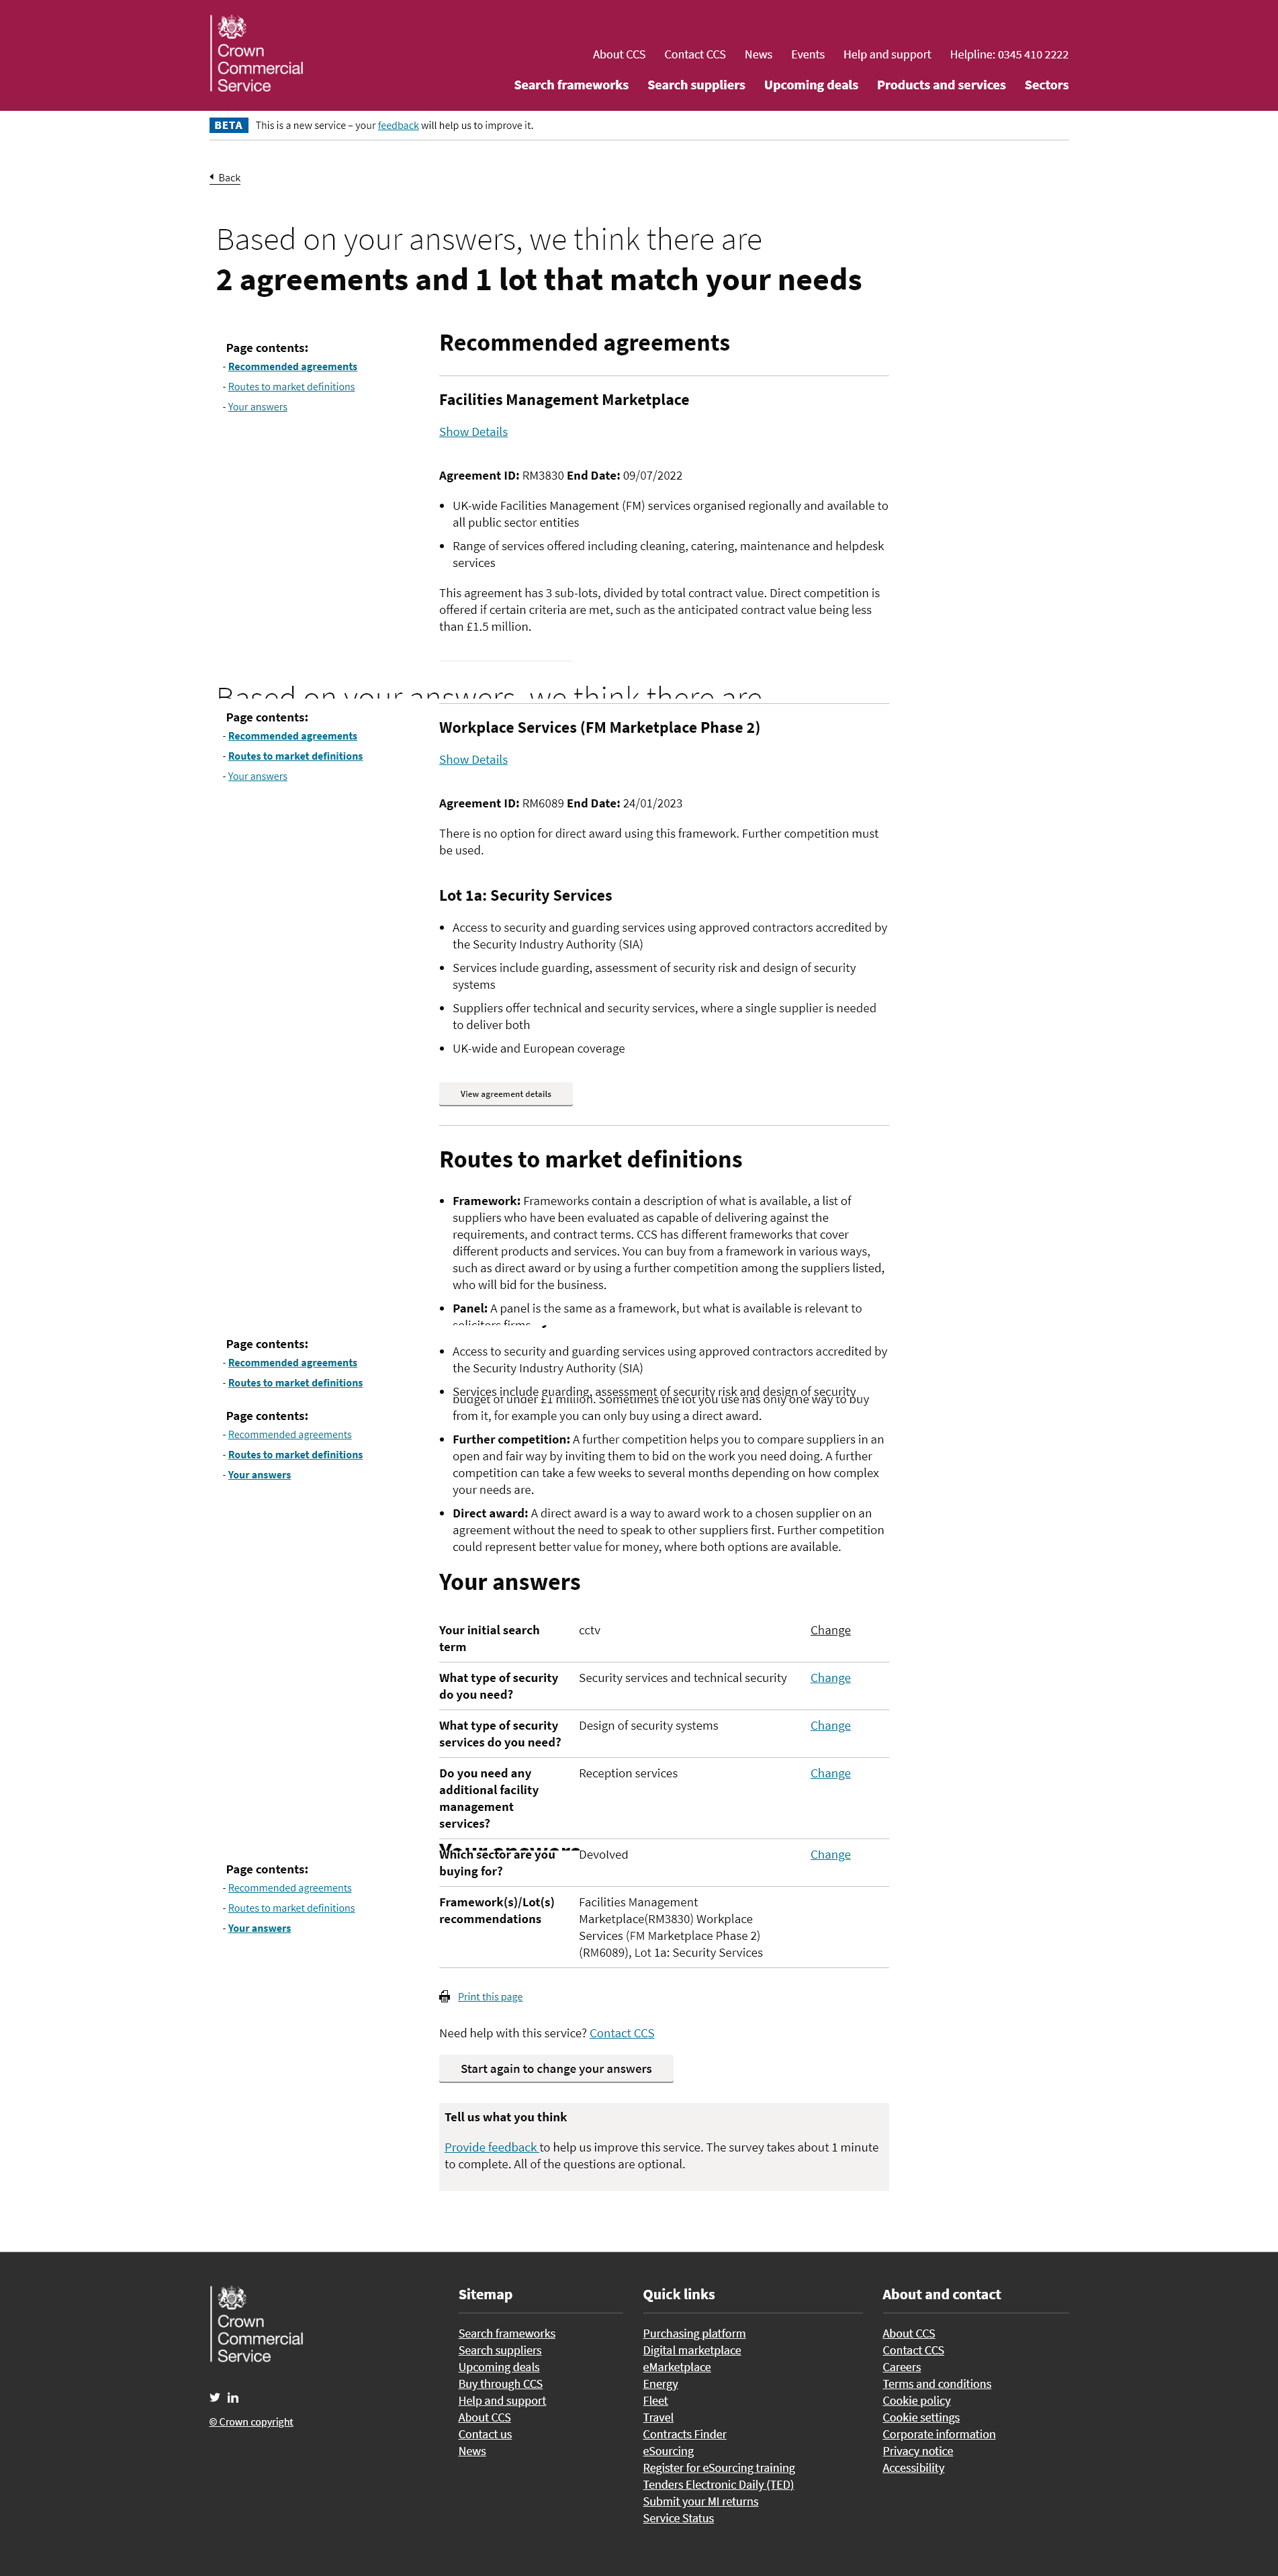 Crown
Commercial
Service
About CCS Contact CCS News Events Help and support Helpline: 0345 410 2222
Search frameworks Search suppliers Upcoming deals Products and services Sectors
BETA This is a new service – your feedback will help us to improve it.
Back
Based on your answers, we think there are
2 agreements and 1 lot that match your needs
Page contents:
- Recommended agreements
- Routes to market definitions
- Your answers
Recommended agreements
Facilities Management Marketplace
Show Details
Agreement ID: RM3830 End Date: 09/07/2022
• UK-wide Facilities Management (FM) services organised regionally and available to
all public sector entities
• Range of services offered including cleaning, catering, maintenance and helpdesk
services
This agreement has 3 sub-lots, divided by total contract value. Direct competition is
offered if certain criteria are met, such as the anticipated contract value being less
than £1.5 million.
Based on your answers, we think there are
Page contents:
- Recommended agreements
- Routes to market definitions
- Your answers
Workplace Services (FM Marketplace Phase 2)
Show Details
Agreement ID: RM6089 End Date: 24/01/2023
There is no option for direct award using this framework. Further competition must
be used.
Lot 1a: Security Services
• Access to security and guarding services using approved contractors accredited by
the Security Industry Authority (SIA)
• Services include guarding, assessment of security risk and design of security
systems
• Suppliers offer technical and security services, where a single supplier is needed
to deliver both
• UK-wide and European coverage
View agreement details
Routes to market definitions
• Framework: Frameworks contain a description of what is available, a list of
suppliers who have been evaluated as capable of delivering against the
requirements, and contract terms. CCS has different frameworks that cover
different products and services. You can buy from a framework in various ways,
such as direct award or by using a further competition among the suppliers listed,
who will bid for the business.
• Panel: A panel is the same as a framework, but what is available is relevant to
solicitors firms
Page contents:
- Recommended agreements
- Routes to market definitions
• Access to security and guarding services using approved contractors accredited by
the Security Industry Authority (SIA)
• Services include guarding, assessment of security risk and design of security
budget of under £1 million. Sometimes the lot you use has only one way to buy
from it, for example you can only buy using a direct award.
Page contents:
- Recommended agreements
- Routes to market definitions
- Your answers
• Further competition: A further competition helps you to compare suppliers in an
open and fair way by inviting them to bid on the work you need doing. A further
competition can take a few weeks to several months depending on how complex
your needs are.
• Direct award: A direct award is a way to award work to a chosen supplier on an
agreement without the need to speak to other suppliers first. Further competition
could represent better value for money, where both options are available.
Your answers
Your initial search cctv Change
term
What type of security Security services and technical security Change
do you need?
What type of security Design of security systems Change
services do you need?
Do you need any Reception services Change
additional facility
management
services?
Your answers
Which sector are you Devolved Change
buying for?
Page contents:
- Recommended agreements
- Routes to market definitions
- Your answers
Framework(s)/Lot(s) Facilities Management
recommendations Marketplace(RM3830) Workplace
Services (FM Marketplace Phase 2)
(RM6089), Lot 1a: Security Services
Print this page
Need help with this service? Contact CCS
Start again to change your answers
Tell us what you think
Provide feedback to help us improve this service. The survey takes about 1 minute
to complete. All of the questions are optional.
Crown
Commercial
Service
© Crown copyright
Sitemap
Search frameworks
Search suppliers
Upcoming deals
Buy through CCS
Help and support
About CCS
Contact us
News
Quick links
Purchasing platform
Digital marketplace
eMarketplace
Energy
Fleet
Travel
Contracts Finder
eSourcing
Register for eSourcing training
Tenders Electronic Daily (TED)
Submit your MI returns
Service Status
About and contact
About CCS
Contact CCS
Careers
Terms and conditions
Cookie policy
Cookie settings
Corporate information
Privacy notice
Accessibility